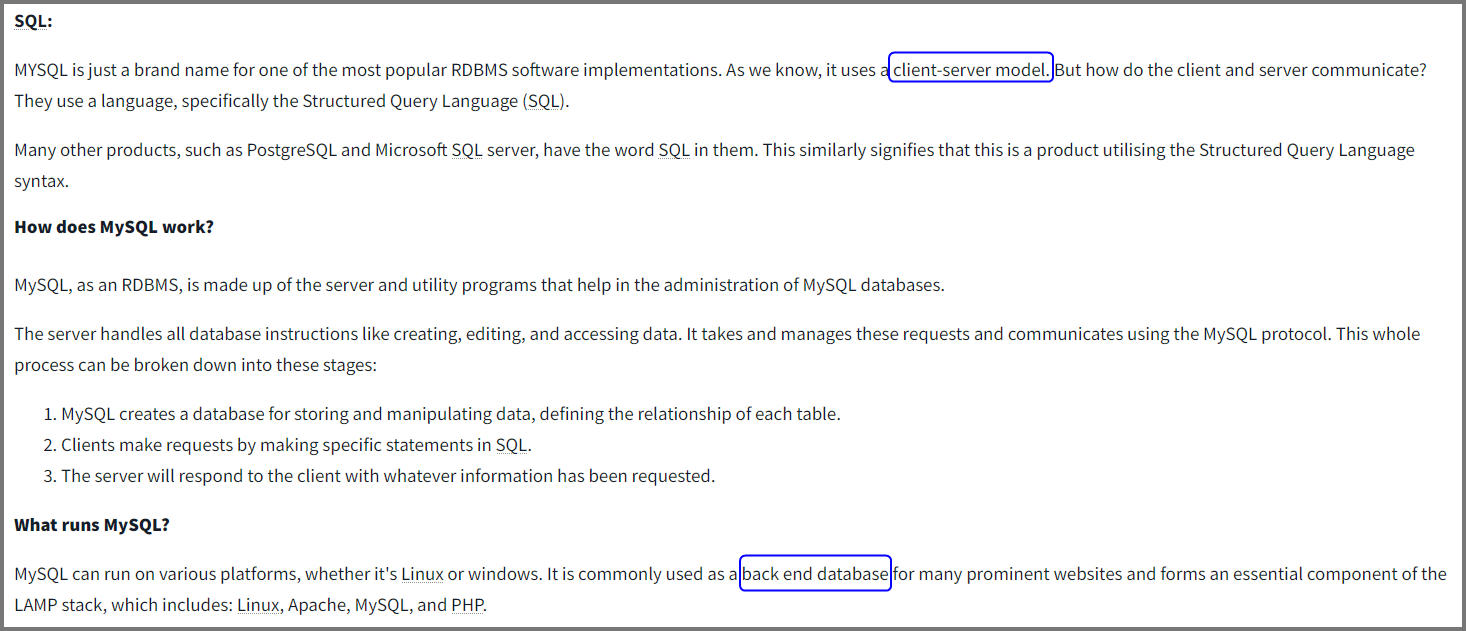 SQL:
MYSQL is just a brand name for one of the most popular RDBMS software implementations. As we know, it uses a client-server model. But how do the client and server communicate?
They use a language, specifically the Structured Query Language (SQL).
Many other products, such as PostgreSQL and Microsoft SQL server, have the word SQL in them. This similarly signifies that this is a product utilising the Structured Query Language
syntax.
How does MySQL work?
MySQL, as an RDBMS, is made up of the server and utility programs that help in the administration of MySQL databases.
The server handles all database instructions like creating, editing, and accessing data. It takes and manages these requests and communicates using the MySQL protocol. This whole
process can be broken down into these stages:
1. MySQL creates a database for storing and manipulating data, defining the relationship of each table.
2. Clients make requests by making specific statements in SQL.
3. The server will respond to the client with whatever information has been requested.
What runs MySQL?
MySQL can run on various platforms, whether it's Linux or windows. It is commonly used as a back end database for many prominent websites and forms an essential component of the
LAMP stack, which includes: Linux, Apache, MySQL, and PHP.